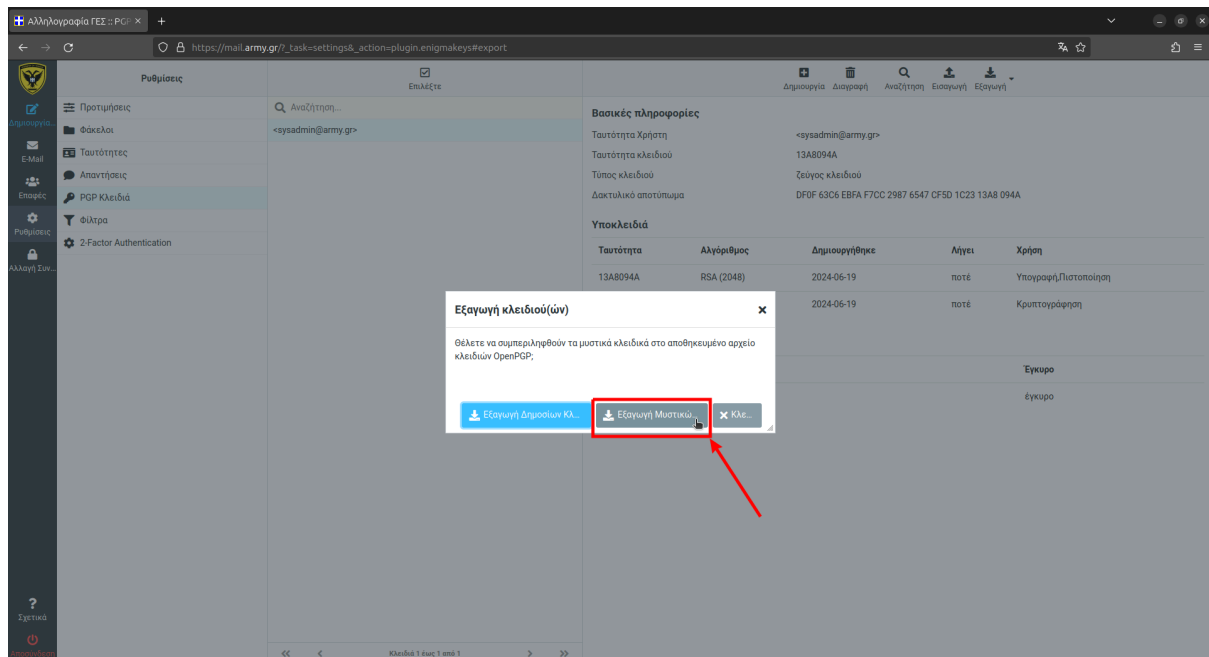 Αλληλογραφία ΓΕΣ :: PGP
https://mail.army.gr/?_task=settings&_action=plugin.enigmakeys#export
Δημιουργία...
E-Mail
Επαφές
Ρυθμίσεις
Αλλαγή Συν...
Σχετικά
Αποσύνδεση
Ρυθμίσεις
Προτιμήσεις
Φάκελοι
Ταυτότητες
Απαντήσεις
PGP Κλειδιά
Φίλτρα
2-Factor Authentication
Επιλέξτε
Αναζήτηση...
<sysadmin@army.gr>
Κλειδιά 1 έως 1 από 1
Δημιουργία Διαγραφή Αναζήτηση Εισαγωγή Εξαγωγή
Βασικές πληροφορίες
Ταυτότητα Χρήστη <sysadmin@army.gr>
Ταυτότητα κλειδιού 13A8094A
Τύπος κλειδιού ζεύγος κλειδιού
Δακτυλικό αποτύπωμα DF0F 63C6 EBFA F7CC 2987 6547 CF5D 1C23 13A8 094A
Υποκλειδιά
Ταυτότητα Αλγόριθμος Δημιουργήθηκε Λήγει Χρήση
13A8094A RSA (2048) 2024-06-19 ποτέ Υπογραφή,Πιστοποίηση
2024-06-19 ποτέ Κρυπτογράφηση
Έγκυρο
έγκυρο
Εξαγωγή κλειδιού(ών)
Θέλετε να συμπεριληφθούν τα μυστικά κλειδικά στο αποθηκευμένο αρχείο
κλειδιών OpenPGP;
Εξαγωγή Δημοσίων Κλ... Εξαγωγή Μυστικώ... Κλε...